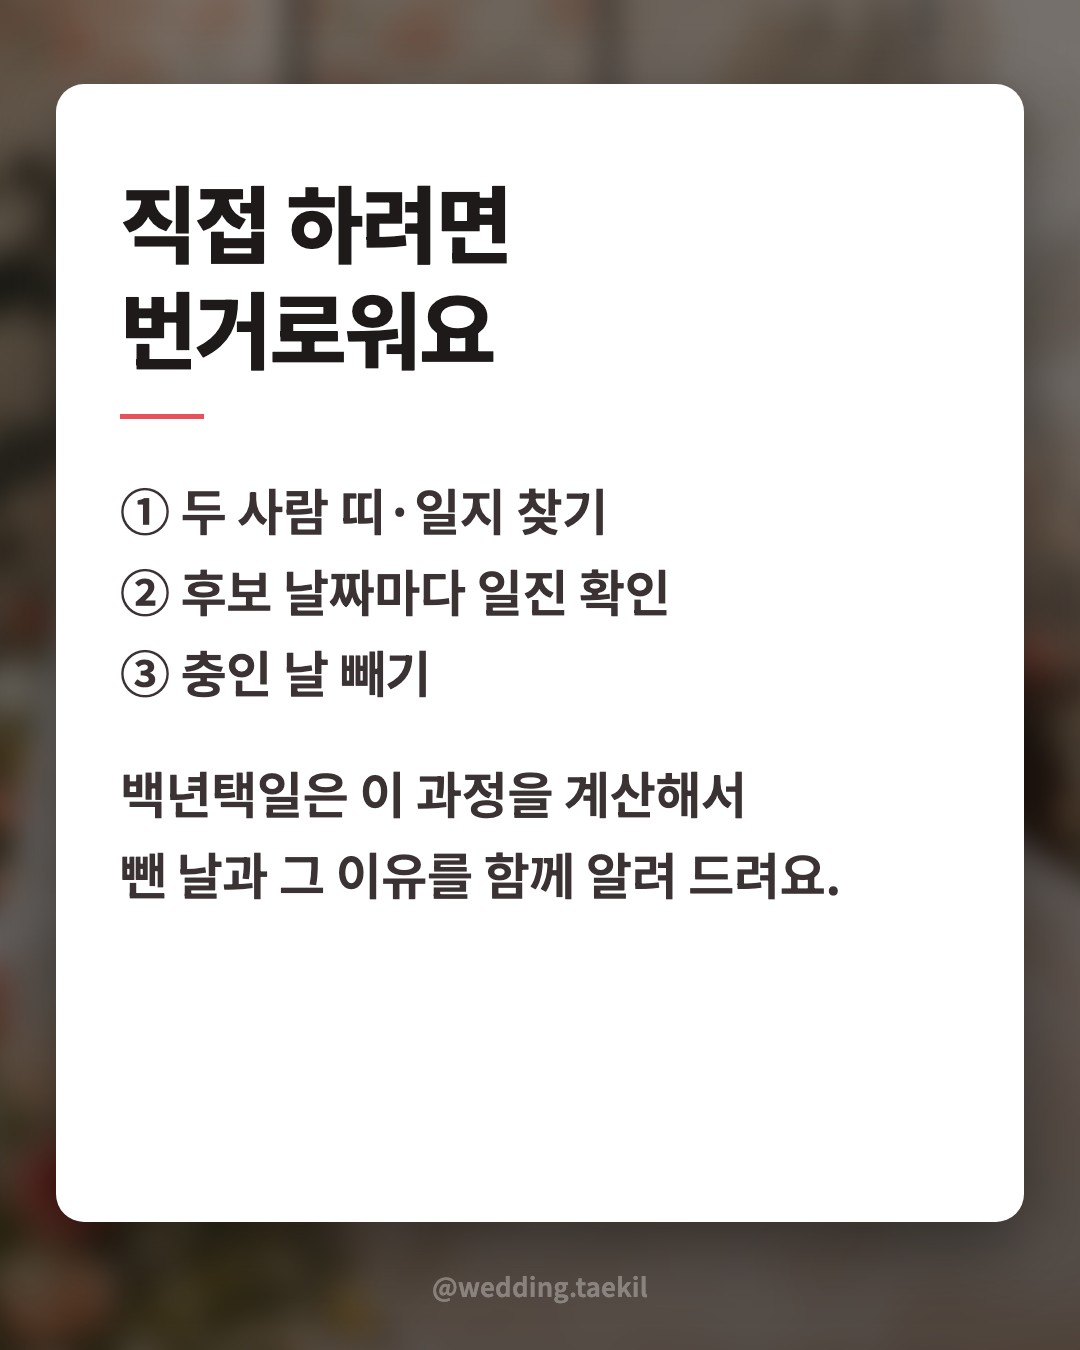 직접 하려면
번거로워요
① 두 사람 띠·일지 찾기
② 후보 날짜마다 일진 확인
③ 충인 날 빼기
백년택일은 이 과정을 계산해서
뺀 날과 그 이유를 함께 알려 드려요.
@wedding.taekil